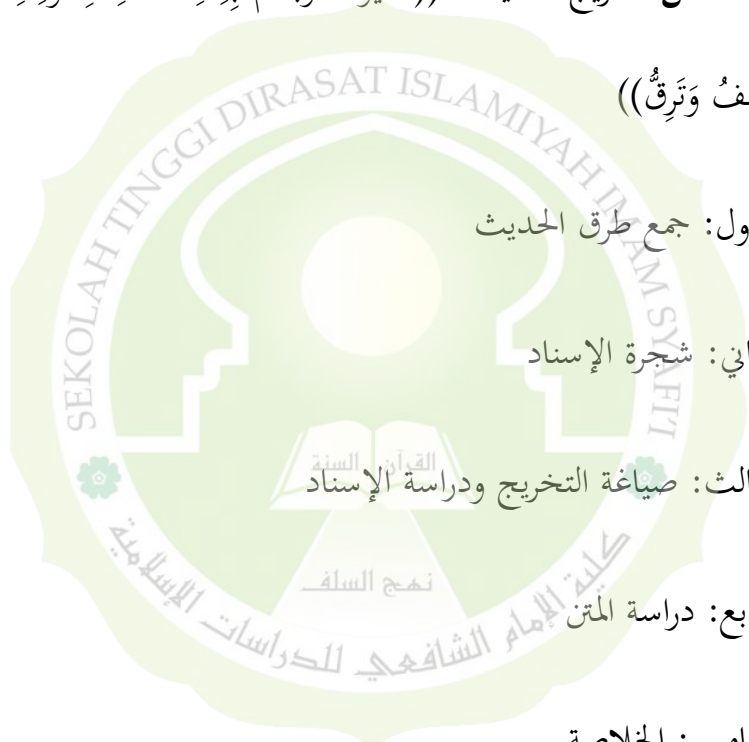 فُ وَتَرِقُّ))
ول: جمع طرق الحديث
اني: شجرة الإسناد
الث: صياغة التخريج ودراسة الإسناد
بع: دراسة المتن
SEKOLAH TINGGI DIRASAT ISLAMIYAH IMAM SYAFI'I
القرآن السنة
نهج السلف
كلية الإمام الشافعي للدراسات الإسلامية